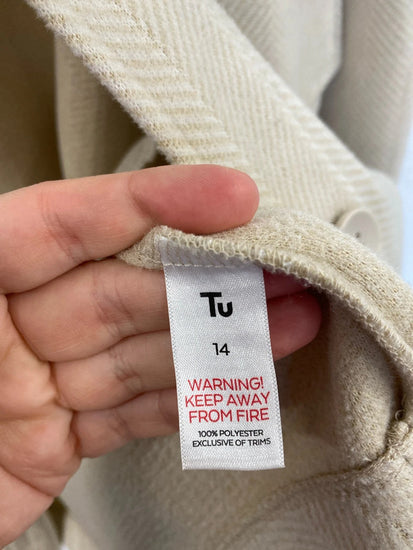 Tu
14
WARNING!
KEEP AWAY
FROM FIRE
100% POLYESTER
EXCLUSIVE OF TRIMS